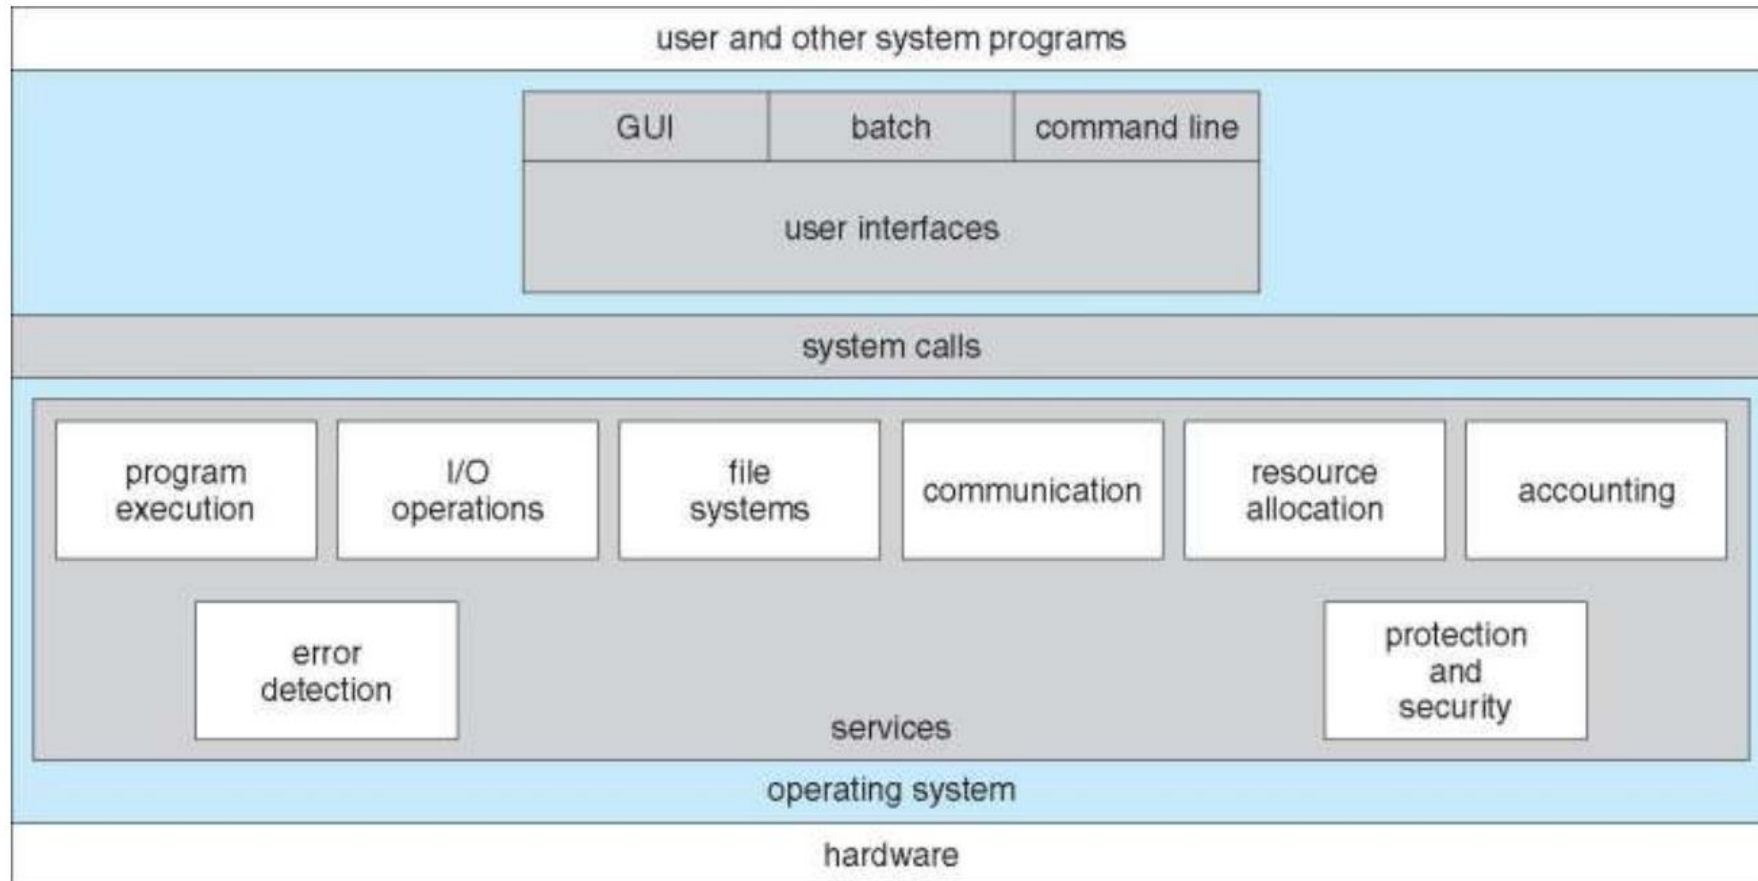 user and other system programs
GUI
batch
command line
user interfaces
system calls
program
execution
I/O
operations
file
systems
communication
resource
allocation
accounting
error
detection
protection
and
security
services
operating system
hardware